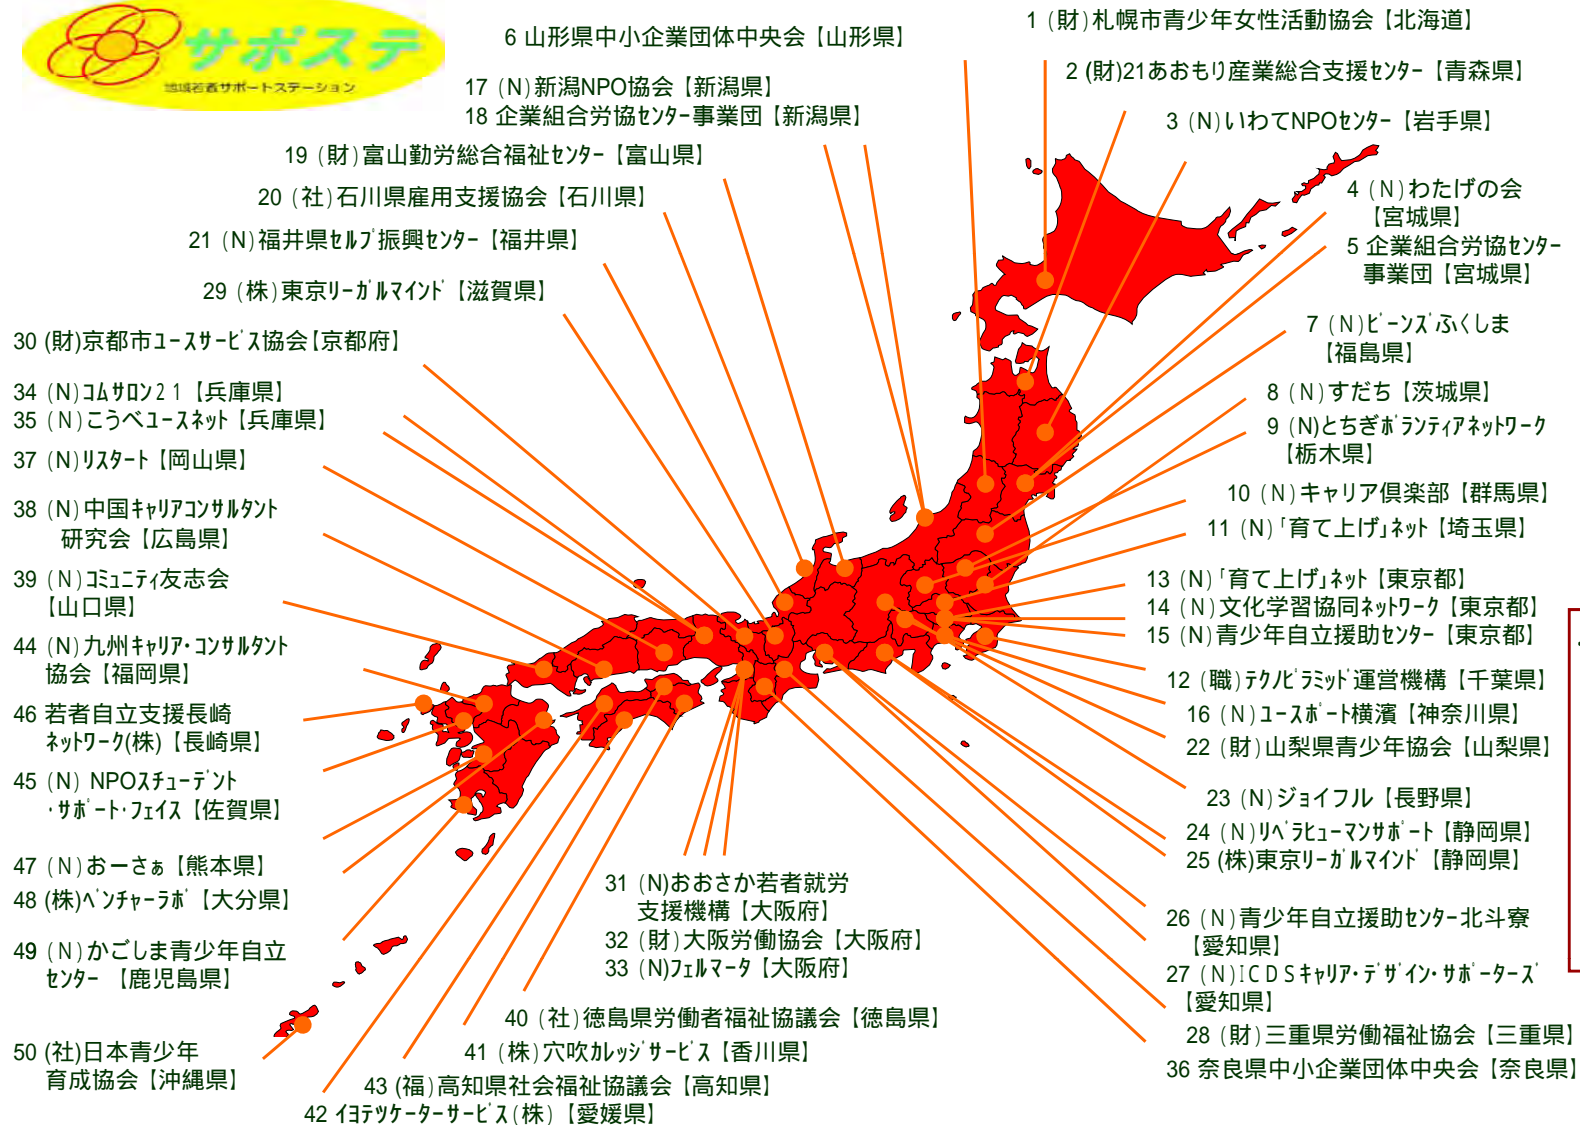 サポステ
地域若者サポートステーション
6 山形県中小企業団体中央会【山形県】
1 (財)札幌市青少年女性活動協会【北海道】
17 (N)新潟NPO協会【新潟県】
18 企業組合労協ｾﾝﾀｰ事業団【新潟県】
2 (財)21あおもり産業総合支援ｾﾝﾀｰ【青森県】
3 (N)いわてNPOｾﾝﾀｰ【岩手県】
19 (財)富山勤労総合福祉ｾﾝﾀｰ【富山県】
20 (社)石川県雇用支援協会【石川県】
21 (N)福井県ｾﾙﾌﾟ振興ｾﾝﾀｰ【福井県】
29 (株)東京ﾘｰｶﾞﾙﾏｲﾝﾄﾞ【滋賀県】
4 (N)わたげの会
【宮城県】
5 企業組合労協ｾﾝﾀｰ
事業団【宮城県】
30 (財)京都市ﾕｰｽｻｰﾋﾞｽ協会【京都府】
34 (N)ｺﾑｻﾛﾝ２１【兵庫県】
35 (N)こうべﾕｰｽﾈｯﾄ【兵庫県】
37 (N)ﾘｽﾀｰﾄ【岡山県】
38 (N)中国ｷｬﾘｱｺﾝｻﾙﾀﾝﾄ
研究会【広島県】
39 (N)ｺﾐｭﾆﾃｨ友志会
【山口県】
44 (N)九州ｷｬﾘｱ･ｺﾝｻﾙﾀﾝﾄ
協会【福岡県】
46 若者自立支援長崎
ﾈｯﾄﾜｰｸ(株)【長崎県】
45 (N) NPOｽﾁｭｰﾃﾞﾝﾄ
･ｻﾎﾟｰﾄ･ﾌｪｲｽ【佐賀県】
47 (N)おーさぁ【熊本県】
48 (株)ﾍﾞﾝﾁｬｰﾗﾎﾞ【大分県】
49 (N)かごしま青少年自立
ｾﾝﾀｰ 【鹿児島県】
50 (社)日本青少年
育成協会【沖縄県】
7 (N)ﾋﾞｰﾝｽﾞふくしま
【福島県】
8 (N)すだち【茨城県】
9 (N)とちぎﾎﾞﾗﾝﾃｨｱﾈｯﾄﾜｰｸ
【栃木県】
10 (N)キャリア倶楽部【群馬県】
11 (N)｢育て上げ｣ﾈｯﾄ【埼玉県】
13 (N)｢育て上げ｣ﾈｯﾄ【東京都】
14 (N)文化学習協同ﾈｯﾄﾜｰｸ【東京都】
15 (N)青少年自立援助ｾﾝﾀｰ【東京都】
12 (職)ﾃｸﾉﾋﾟﾗﾐｯﾄﾞ運営機構【千葉県】
16 (N)ﾕｰｽﾎﾟｰﾄ横濱【神奈川県】
22 (財)山梨県青少年協会【山梨県】
23 (N)ジョイフル【長野県】
24 (N)ﾘﾍﾞﾗﾋｭｰﾏﾝｻﾎﾟｰﾄ【静岡県】
25 (株)東京ﾘｰｶﾞﾙﾏｲﾝﾄﾞ【静岡県】
26 (N)青少年自立援助ｾﾝﾀｰ北斗寮
【愛知県】
27 (N)ＩＣＤＳｷｬﾘｱ･ﾃﾞｻﾞｲﾝ･ｻﾎﾟｰﾀｰｽﾞ
【愛知県】
28 (財)三重県労働福祉協会【三重県】
36 奈良県中小企業団体中央会【奈良県】
31 (N)おおさか若者就労
支援機構【大阪府】
32 (財)大阪労働協会【大阪府】
33 (N)ﾌｪﾙﾏｰﾀ【大阪府】
40 (社)徳島県労働者福祉協議会【徳島県】
41 (株)穴吹ｶﾚｯｼﾞｻｰﾋﾞｽ【香川県】
43 (福)高知県社会福祉協議会【高知県】
42 ｲﾖﾃﾂｹｰﾀｰｻｰﾋﾞｽ(株)【愛媛県】